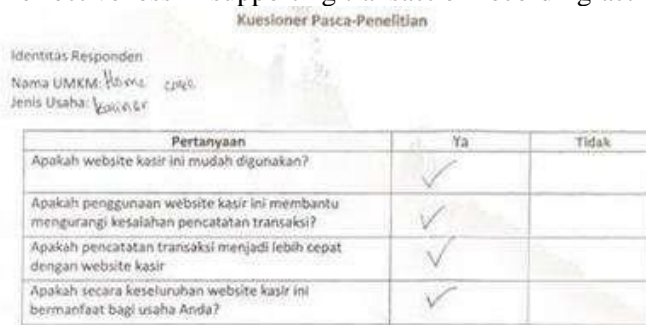 Kuesioner Pasca-Penelitian
Identitas Responden
Nama UMKM: Home
Jenis Usaha: kuliner
Pertanyaan Ya Tidak
Apakah website kasir ini mudah digunakan?
Apakah penggunaan website kasir ini membantu
mengurangi kesalahan pencatatan transaksi?
Apakah pencatatan transaksi menjadi lebih cepat
dengan website kasir
Apakah secara keseluruhan website kasir ini
bermanfaat bagi usaha Anda?